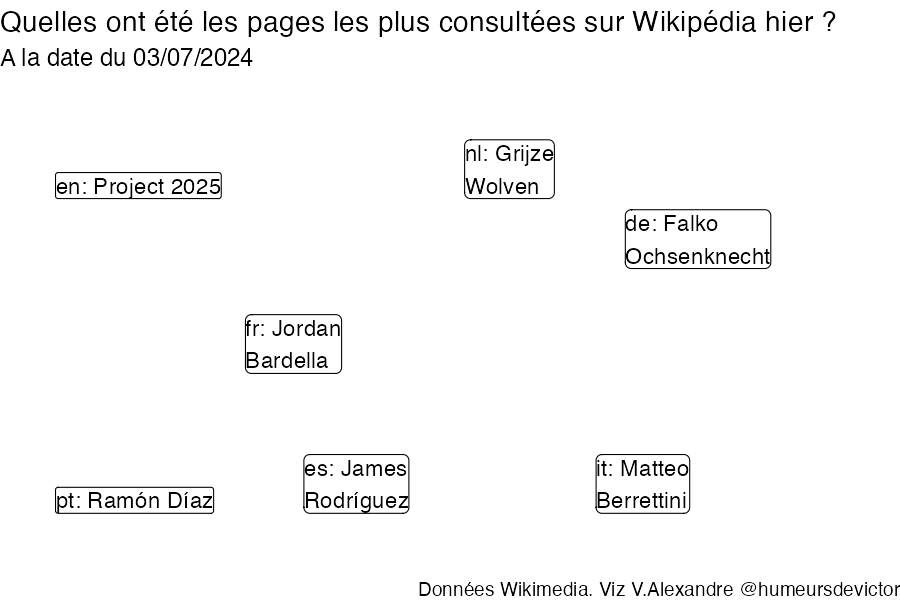 Quelles ont été les pages les plus consultées sur Wikipédia hier ?
A la date du 03/07/2024
nl: Grijze
Wolven
en: Project 2025
de: Falko
Ochsenknecht
fr: Jordan
Bardella
es: James
Rodríguez
it: Matteo
Berrettini
pt: Ramón Díaz
Données Wikimedia. Viz V.Alexandre @humeursdevictor